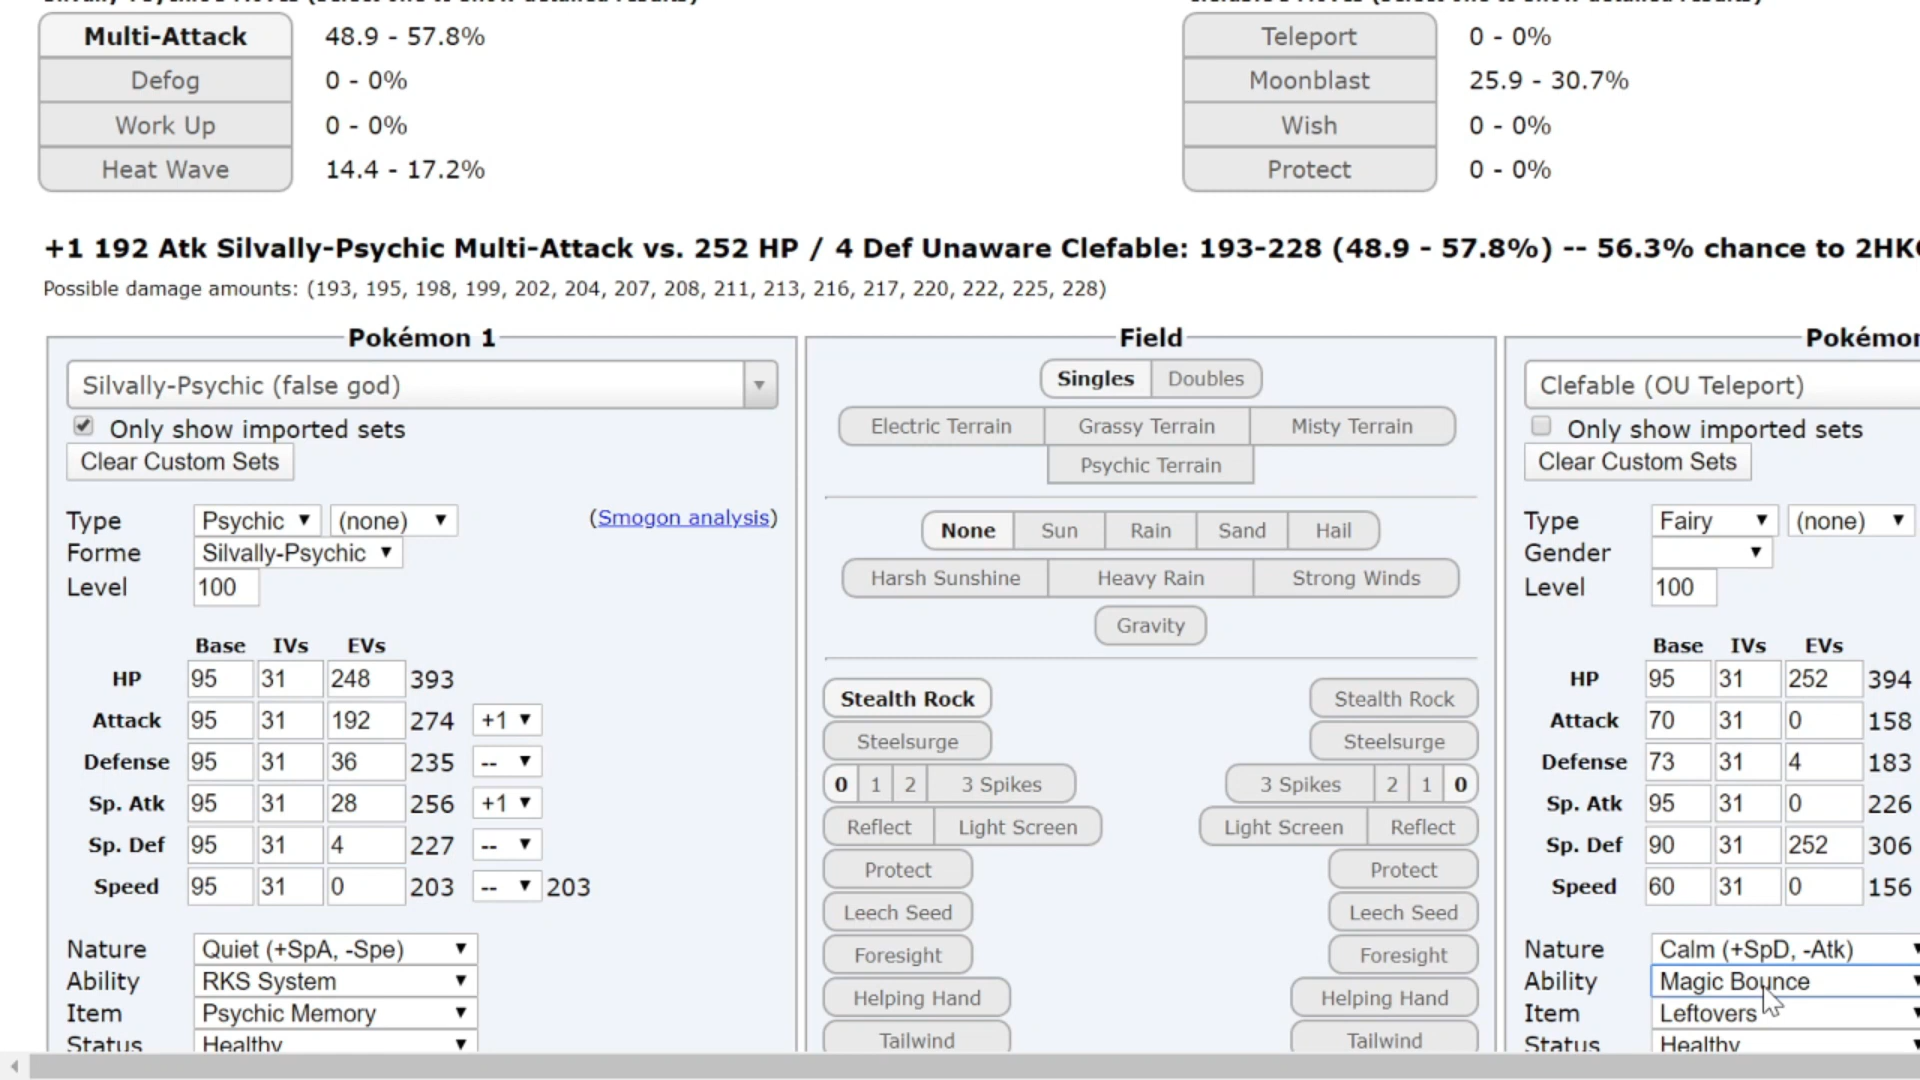 Multi-Attack 48.9 - 57.8%
Defog 0 - 0%
Work Up 0 - 0%
Heat Wave 14.4 - 17.2%
Teleport 0 - 0%
Moonblast 25.9 - 30.7%
Wish 0 - 0%
Protect 0 - 0%
+1 192 Atk Silvally-Psychic Multi-Attack vs. 252 HP / 4 Def Unaware Clefable: 193-228 (48.9 - 57.8%) -- 56.3% chance to 2HK
Possible damage amounts: (193, 195, 198, 199, 202, 204, 207, 208, 211, 213, 216, 217, 220, 222, 225, 228)
Pokémon 1
Silvally-Psychic (false god)
Only show imported sets
Clear Custom Sets
Type Psychic (none) (Smogon analysis)
Forme Silvally-Psychic
Level 100
Base IVs EVs
HP 95 31 248 393
Attack 95 31 192 274 +1
Defense 95 31 36 235 --
Sp. Atk 95 31 28 256 +1
Sp. Def 95 31 4 227 --
Speed 95 31 0 203 -- 203
Nature Quiet (+SpA, -Spe)
Ability RKS System
Item Psychic Memory
Status Healthy
Field
Singles Doubles
Electric Terrain Grassy Terrain Misty Terrain
Psychic Terrain
None Sun Rain Sand Hail
Harsh Sunshine Heavy Rain Strong Winds
Gravity
Stealth Rock Stealth Rock
Steelsurge Steelsurge
0 1 2 3 Spikes 3 Spikes 2 1 0
Reflect Light Screen Light Screen Reflect
Protect Protect
Leech Seed Leech Seed
Foresight Foresight
Helping Hand Helping Hand
Tailwind Tailwind
Pokémon
Clefable (OU Teleport)
Only show imported sets
Clear Custom Sets
Type Fairy (none)
Gender
Level 100
Base IVs EVs
HP 95 31 252 394
Attack 70 31 0 158
Defense 73 31 4 183
Sp. Atk 95 31 0 226
Sp. Def 90 31 252 306
Speed 60 31 0 156
Nature Calm (+SpD, -Atk)
Ability Magic Bounce
Item Leftovers
Status Healthy